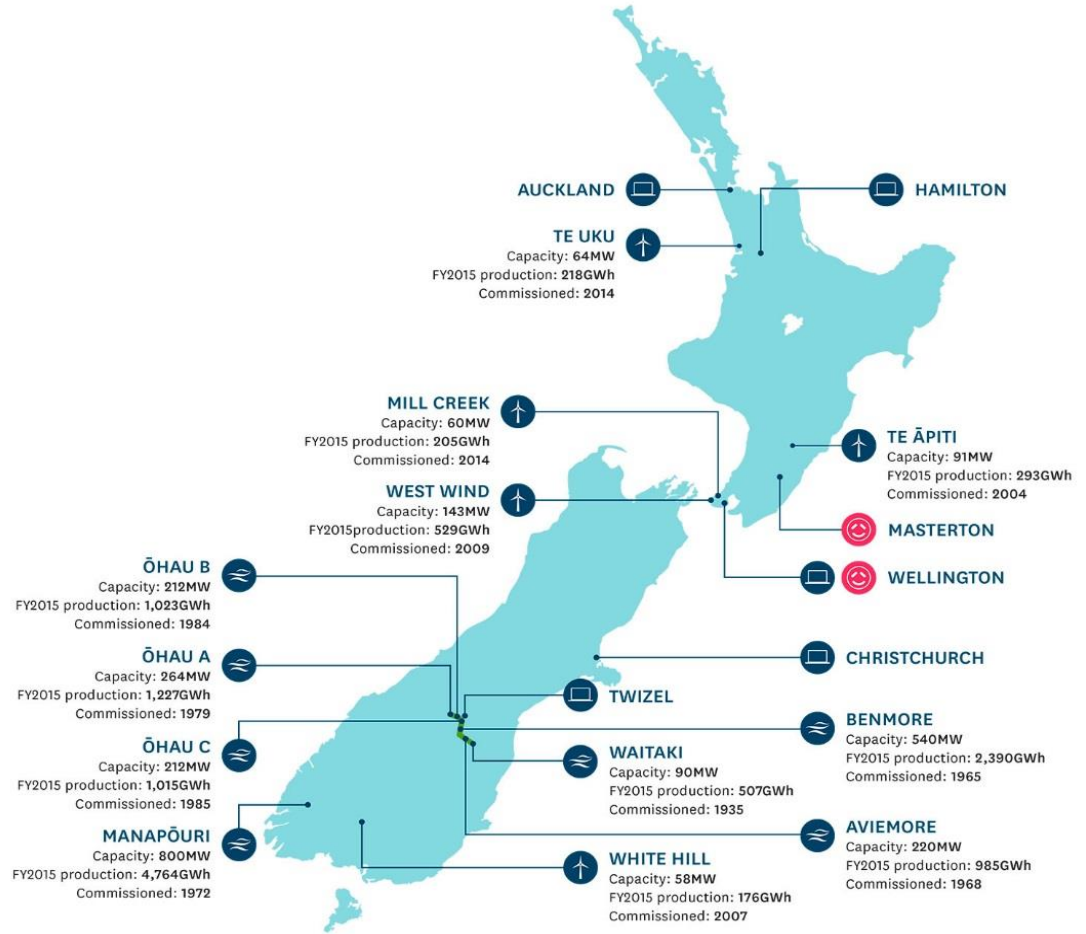 AUCKLAND
HAMILTON
TE UKU
Capacity: 64MW
FY2015 production: 218GWh
Commissioned: 2014
MILL CREEK
Capacity: 60MW
FY2015 production: 205GWh
Commissioned: 2014
TE ĀPITI
Capacity: 91MW
FY2015 production: 293GWh
Commissioned: 2004
WEST WIND
Capacity: 143MW
FY2015production: 529GWh
Commissioned: 2009
MASTERTON
WELLINGTON
ŌHAU B
Capacity: 212MW
FY2015 production: 1,023GWh
Commissioned: 1984
ŌHAU A
Capacity: 264MW
FY2015 production: 1,227GWh
Commissioned: 1979
CHRISTCHURCH
TWIZEL
BENMORE
Capacity: 540MW
FY2015 production: 2,390GWh
Commissioned: 1965
ŌHAU C
Capacity: 212MW
FY2015 production: 1,015GWh
Commissioned: 1985
WAITAKI
Capacity: 90MW
FY2015 production: 507GWh
Commissioned: 1935
MANAPŌURI
Capacity: 800MW
FY2015 production: 4,764GWh
Commissioned: 1972
AVIEMORE
Capacity: 220MW
FY2015 production: 985GWh
Commissioned: 1968
WHITE HILL
Capacity: 58MW
FY2015 production: 176GWh
Commissioned: 2007